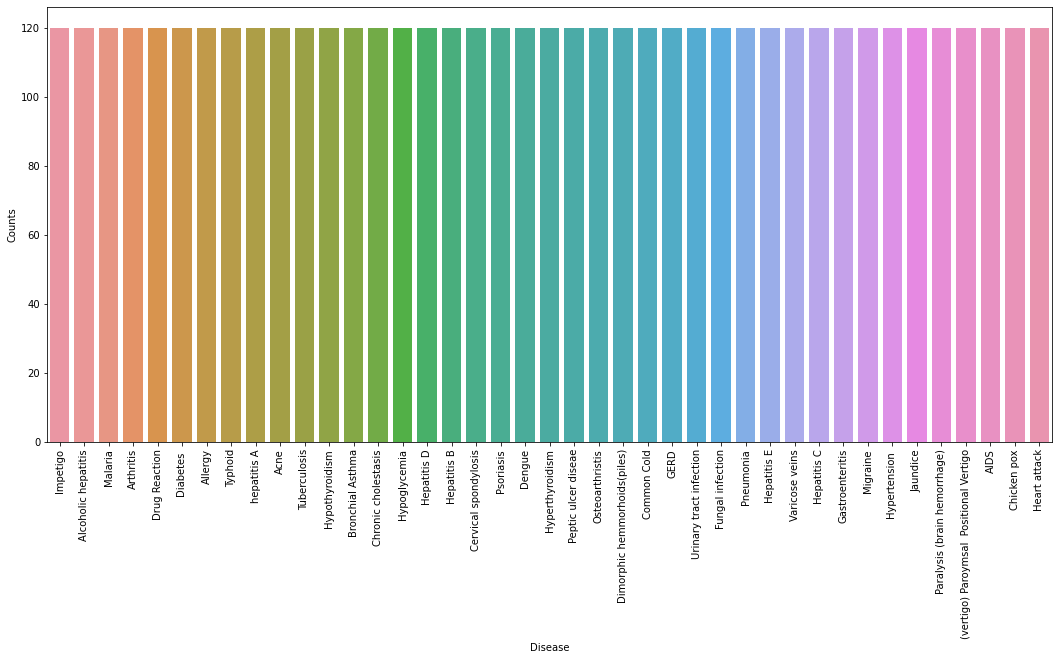 120
100
80
60
40
20
0
Counts
Impetigo
Alcoholic hepatitis
Malaria
Arthritis
Drug Reaction
Diabetes
Allergy
Typhoid
hepatitis A
Acne
Tuberculosis
Hypothyroidism
Bronchial Asthma
Chronic cholestasis
Hypoglycemia
Hepatitis D
Hepatitis B
Cervical spondylosis
Psoriasis
Dengue
Hyperthyroidism
Peptic ulcer diseae
Osteoarthristis
Dimorphic hemmorhoids(piles)
Common Cold
GERD
Urinary tract infection
Fungal infection
Pneumonia
Hepatitis E
Varicose veins
Hepatitis C
Gastroenteritis
Migraine
Hypertension
Jaundice
Paralysis (brain hemorrhage)
(vertigo) Paroymsal  Positional Vertigo
AIDS
Chicken pox
Heart attack
Disease